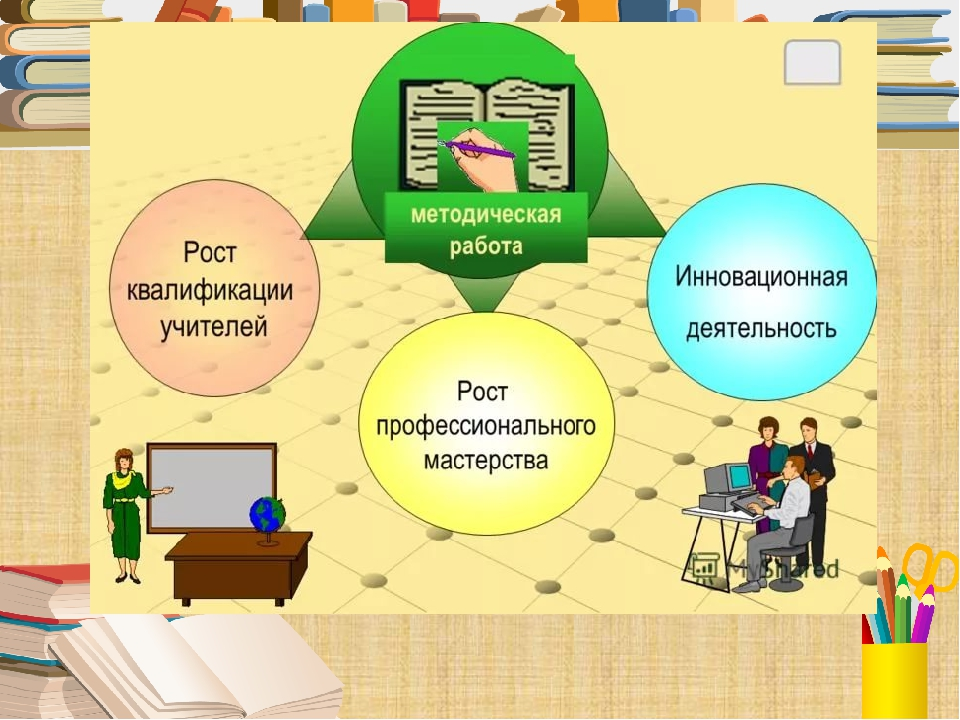 методическая
работа
Рост
квалификации
учителей
Рост
профессионального
мастерства
Инновационная
деятельность
MyShared